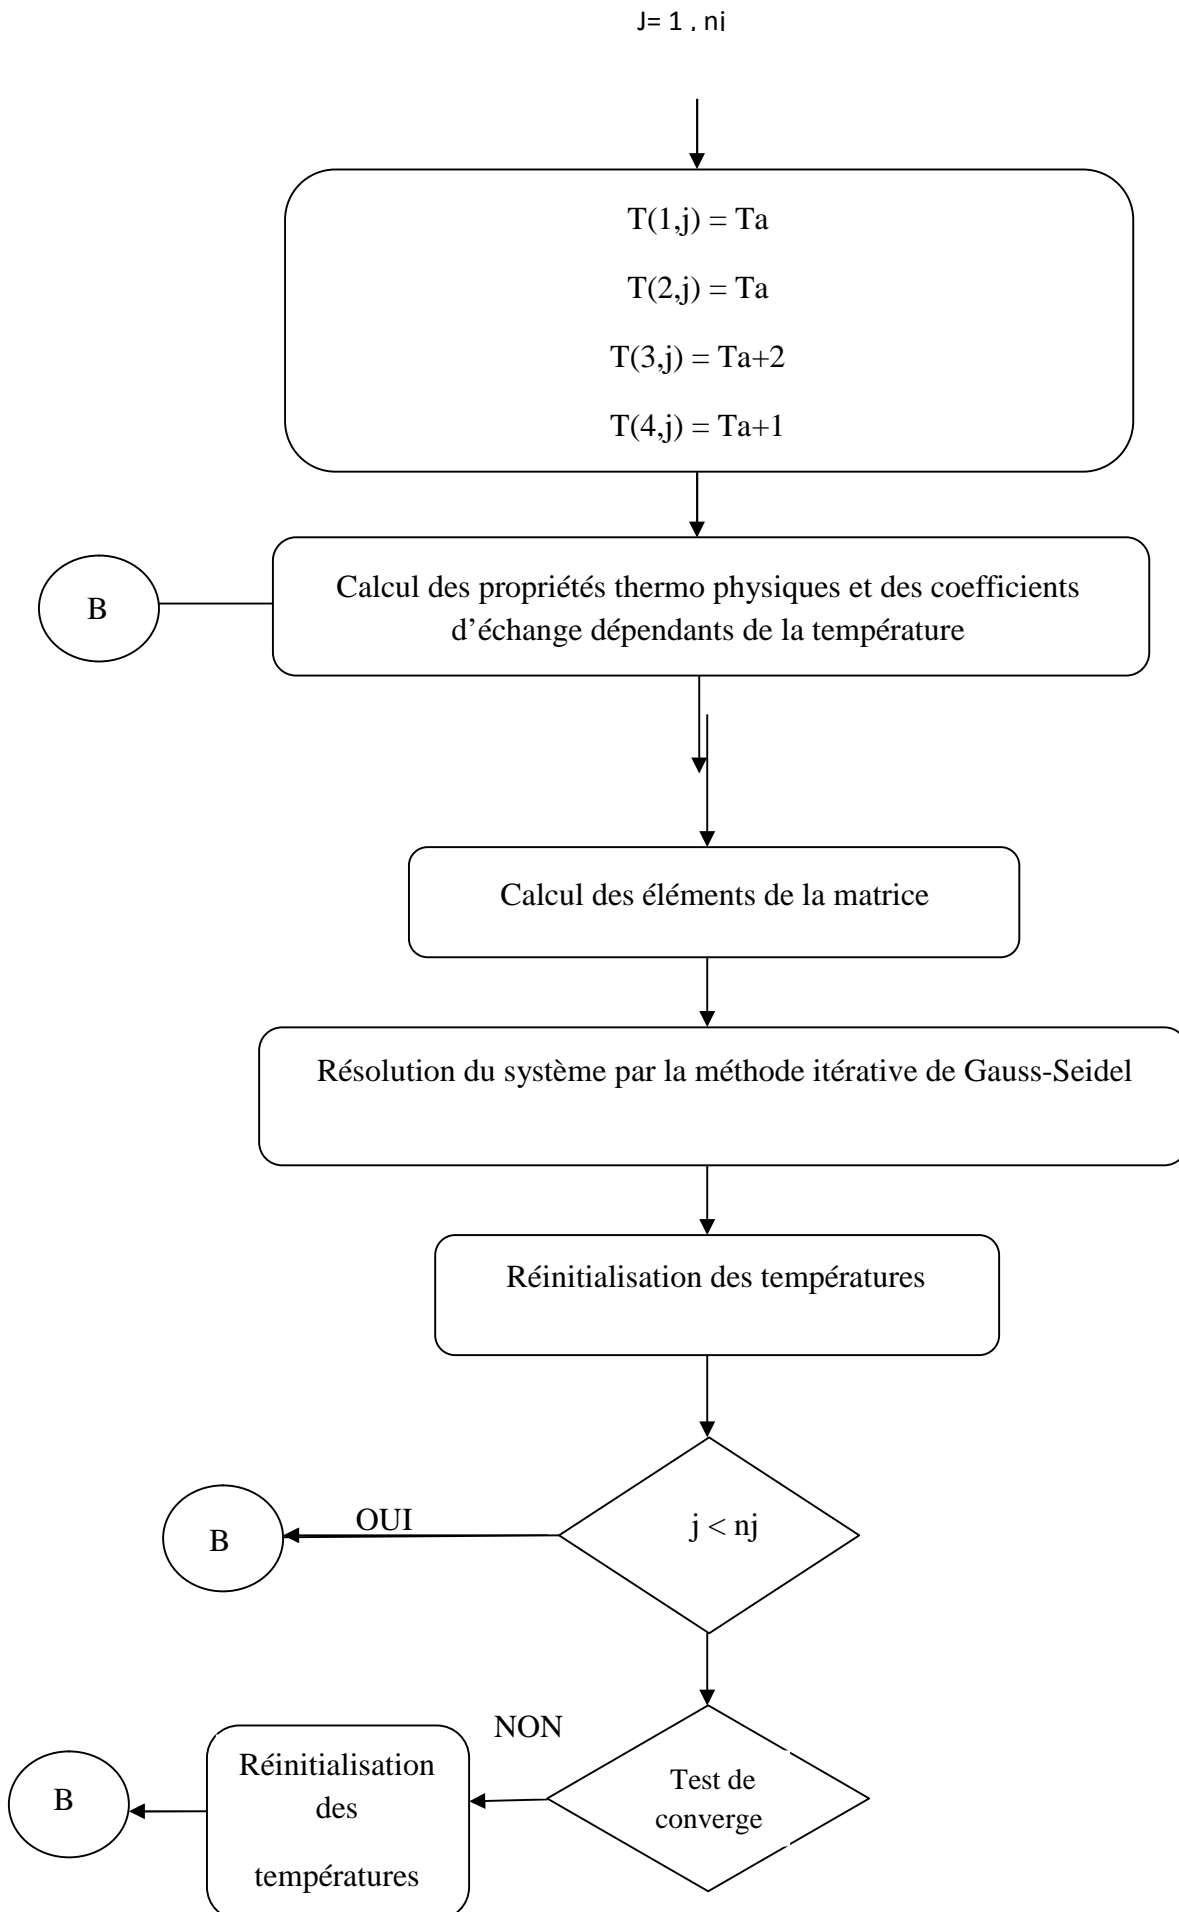 J= 1 , nj
T(1,j) = Ta
T(2,j) = Ta
T(3,j) = Ta+2
T(4,j) = Ta+1
B
Calcul des propriétés thermo physiques et des coefficients
d’échange dépendants de la température
Calcul des éléments de la matrice
Résolution du système par la méthode itérative de Gauss-Seidel
Réinitialisation des températures
B
OUI
j < nj
NON
B
Réinitialisation
des
températures
Test de
converge